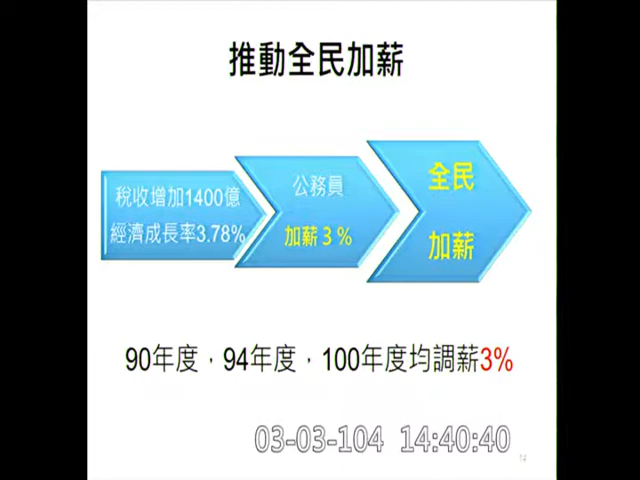 推動全民加薪
稅收增加1400億
經濟成長率3.78%
公務員
加薪3%
全民
加薪
90年度，94年度，100年度均調薪3%
03-03-104 14:40:40
14